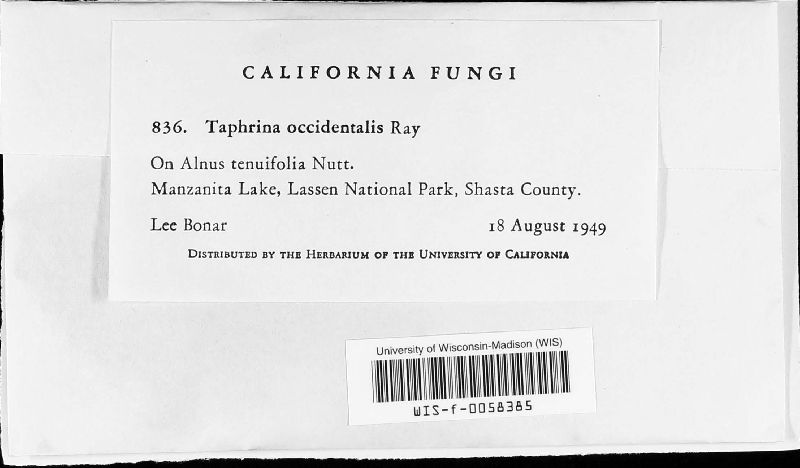 CALIFORNIA FUNGI
836. Taphrina occidentalis Ray
On Alnus tenuifolia Nutt.
Manzanita Lake, Lassen National Park, Shasta County.
Lee Bonar 18 August 1949
DISTRIBUTED BY THE HERBARIUM OF THE UNIVERSITY OF CALIFORNIA
University of Wisconsin-Madison (WIS)
WIS-f-0058385